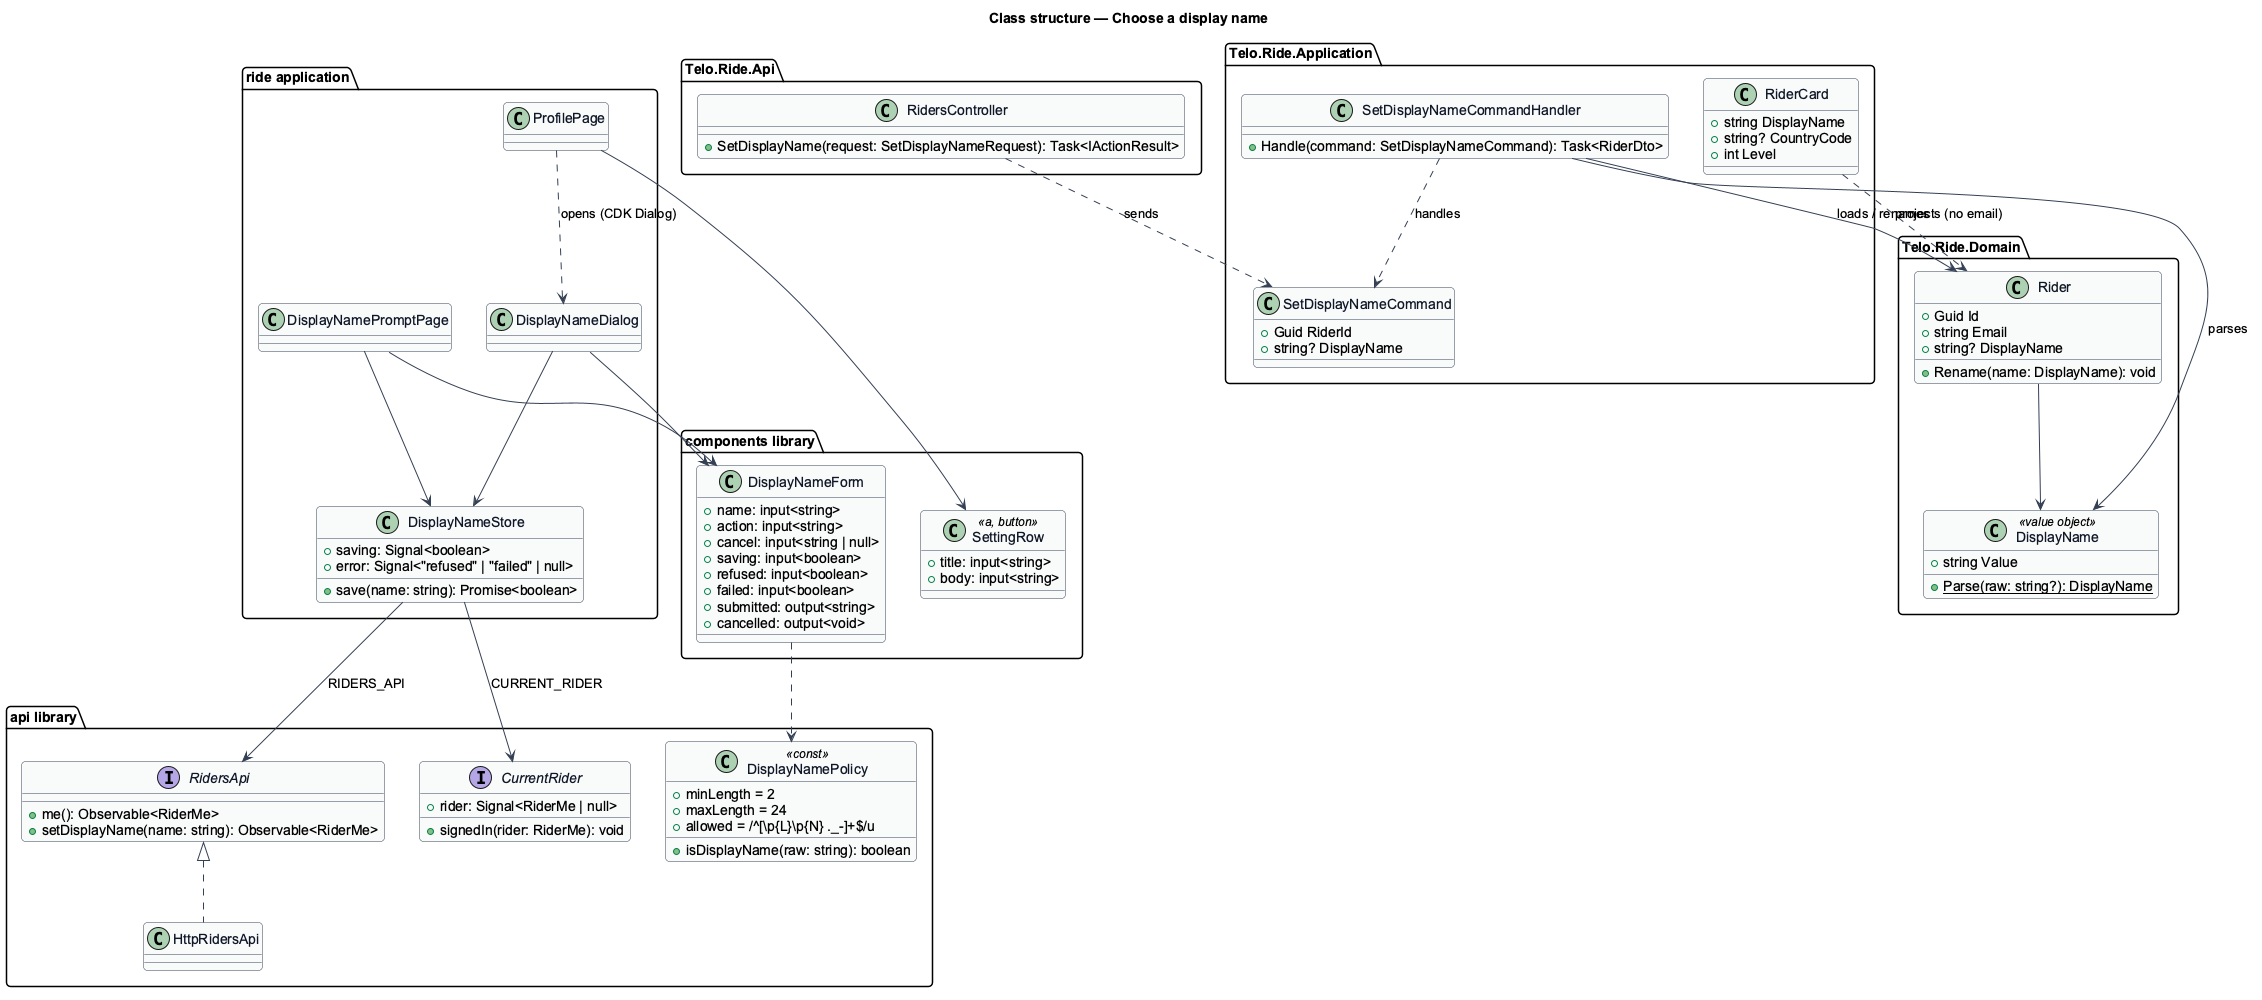 Class structure — Choose a display name
ride application
C ProfilePage
opens (CDK Dialog)
C DisplayNamePromptPage
C DisplayNameDialog
C DisplayNameStore
saving: Signal<boolean>
error: Signal<"refused" | "failed" | null>
save(name: string): Promise<boolean>
Telo.Ride.Api
C RidersController
SetDisplayName(request: SetDisplayNameRequest): Task<IActionResult>
sends
Telo.Ride.Application
C SetDisplayNameCommandHandler
Handle(command: SetDisplayNameCommand): Task<RiderDto>
C RiderCard
string DisplayName
string? CountryCode
int Level
handles
loads / renames
projects (no email)
parses
C SetDisplayNameCommand
Guid RiderId
string? DisplayName
Telo.Ride.Domain
C Rider
Guid Id
string Email
string? DisplayName
Rename(name: DisplayName): void
«value object»
C DisplayName
string Value
Parse(raw: string?): DisplayName
components library
C DisplayNameForm
name: input<string>
action: input<string>
cancel: input<string | null>
saving: input<boolean>
refused: input<boolean>
failed: input<boolean>
submitted: output<string>
cancelled: output<void>
«a, button»
C SettingRow
title: input<string>
body: input<string>
RIDERS_API
CURRENT_RIDER
api library
I RidersApi
me(): Observable<RiderMe>
setDisplayName(name: string): Observable<RiderMe>
I CurrentRider
rider: Signal<RiderMe | null>
signedIn(rider: RiderMe): void
«const»
C DisplayNamePolicy
minLength = 2
maxLength = 24
allowed = /^[\p{L}\p{N} ._-]+$/u
isDisplayName(raw: string): boolean
C HttpRidersApi